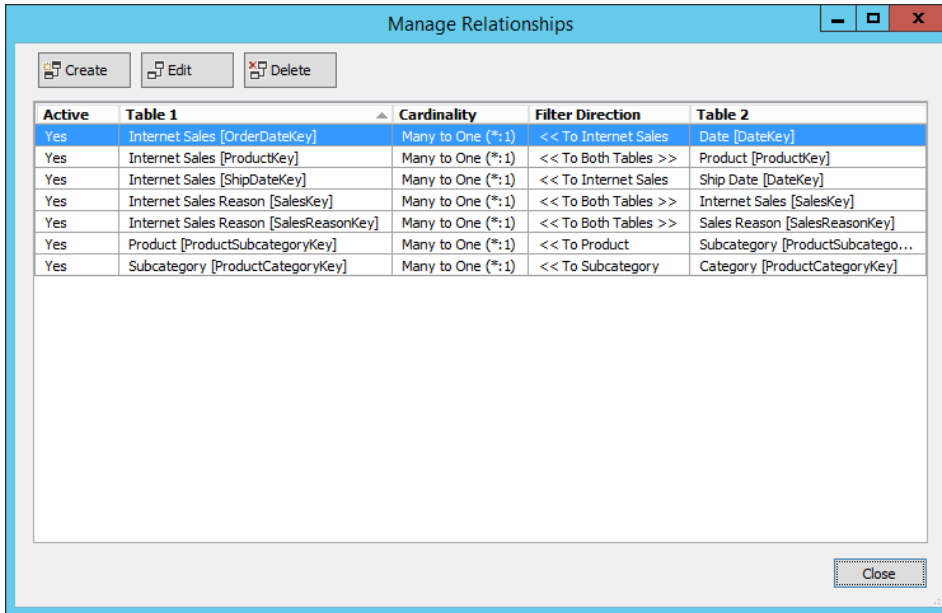 Manage Relationships
Create Edit Delete
Active Table 1 Cardinality Filter Direction Table 2
Yes Internet Sales [OrderDateKey] Many to One (*:1) << To Internet Sales Date [DateKey]
Yes Internet Sales [ProductKey] Many to One (*:1) << To Both Tables >> Product [ProductKey]
Yes Internet Sales [ShipDateKey] Many to One (*:1) << To Internet Sales Ship Date [DateKey]
Yes Internet Sales Reason [SalesKey] Many to One (*:1) << To Both Tables >> Internet Sales [SalesKey]
Yes Internet Sales Reason [SalesReasonKey] Many to One (*:1) << To Both Tables >> Sales Reason [SalesReasonKey]
Yes Product [ProductSubcategoryKey] Many to One (*:1) << To Product Subcategory [ProductSubcatego...
Yes Subcategory [ProductCategoryKey] Many to One (*:1) << To Subcategory Category [ProductCategoryKey]
Close